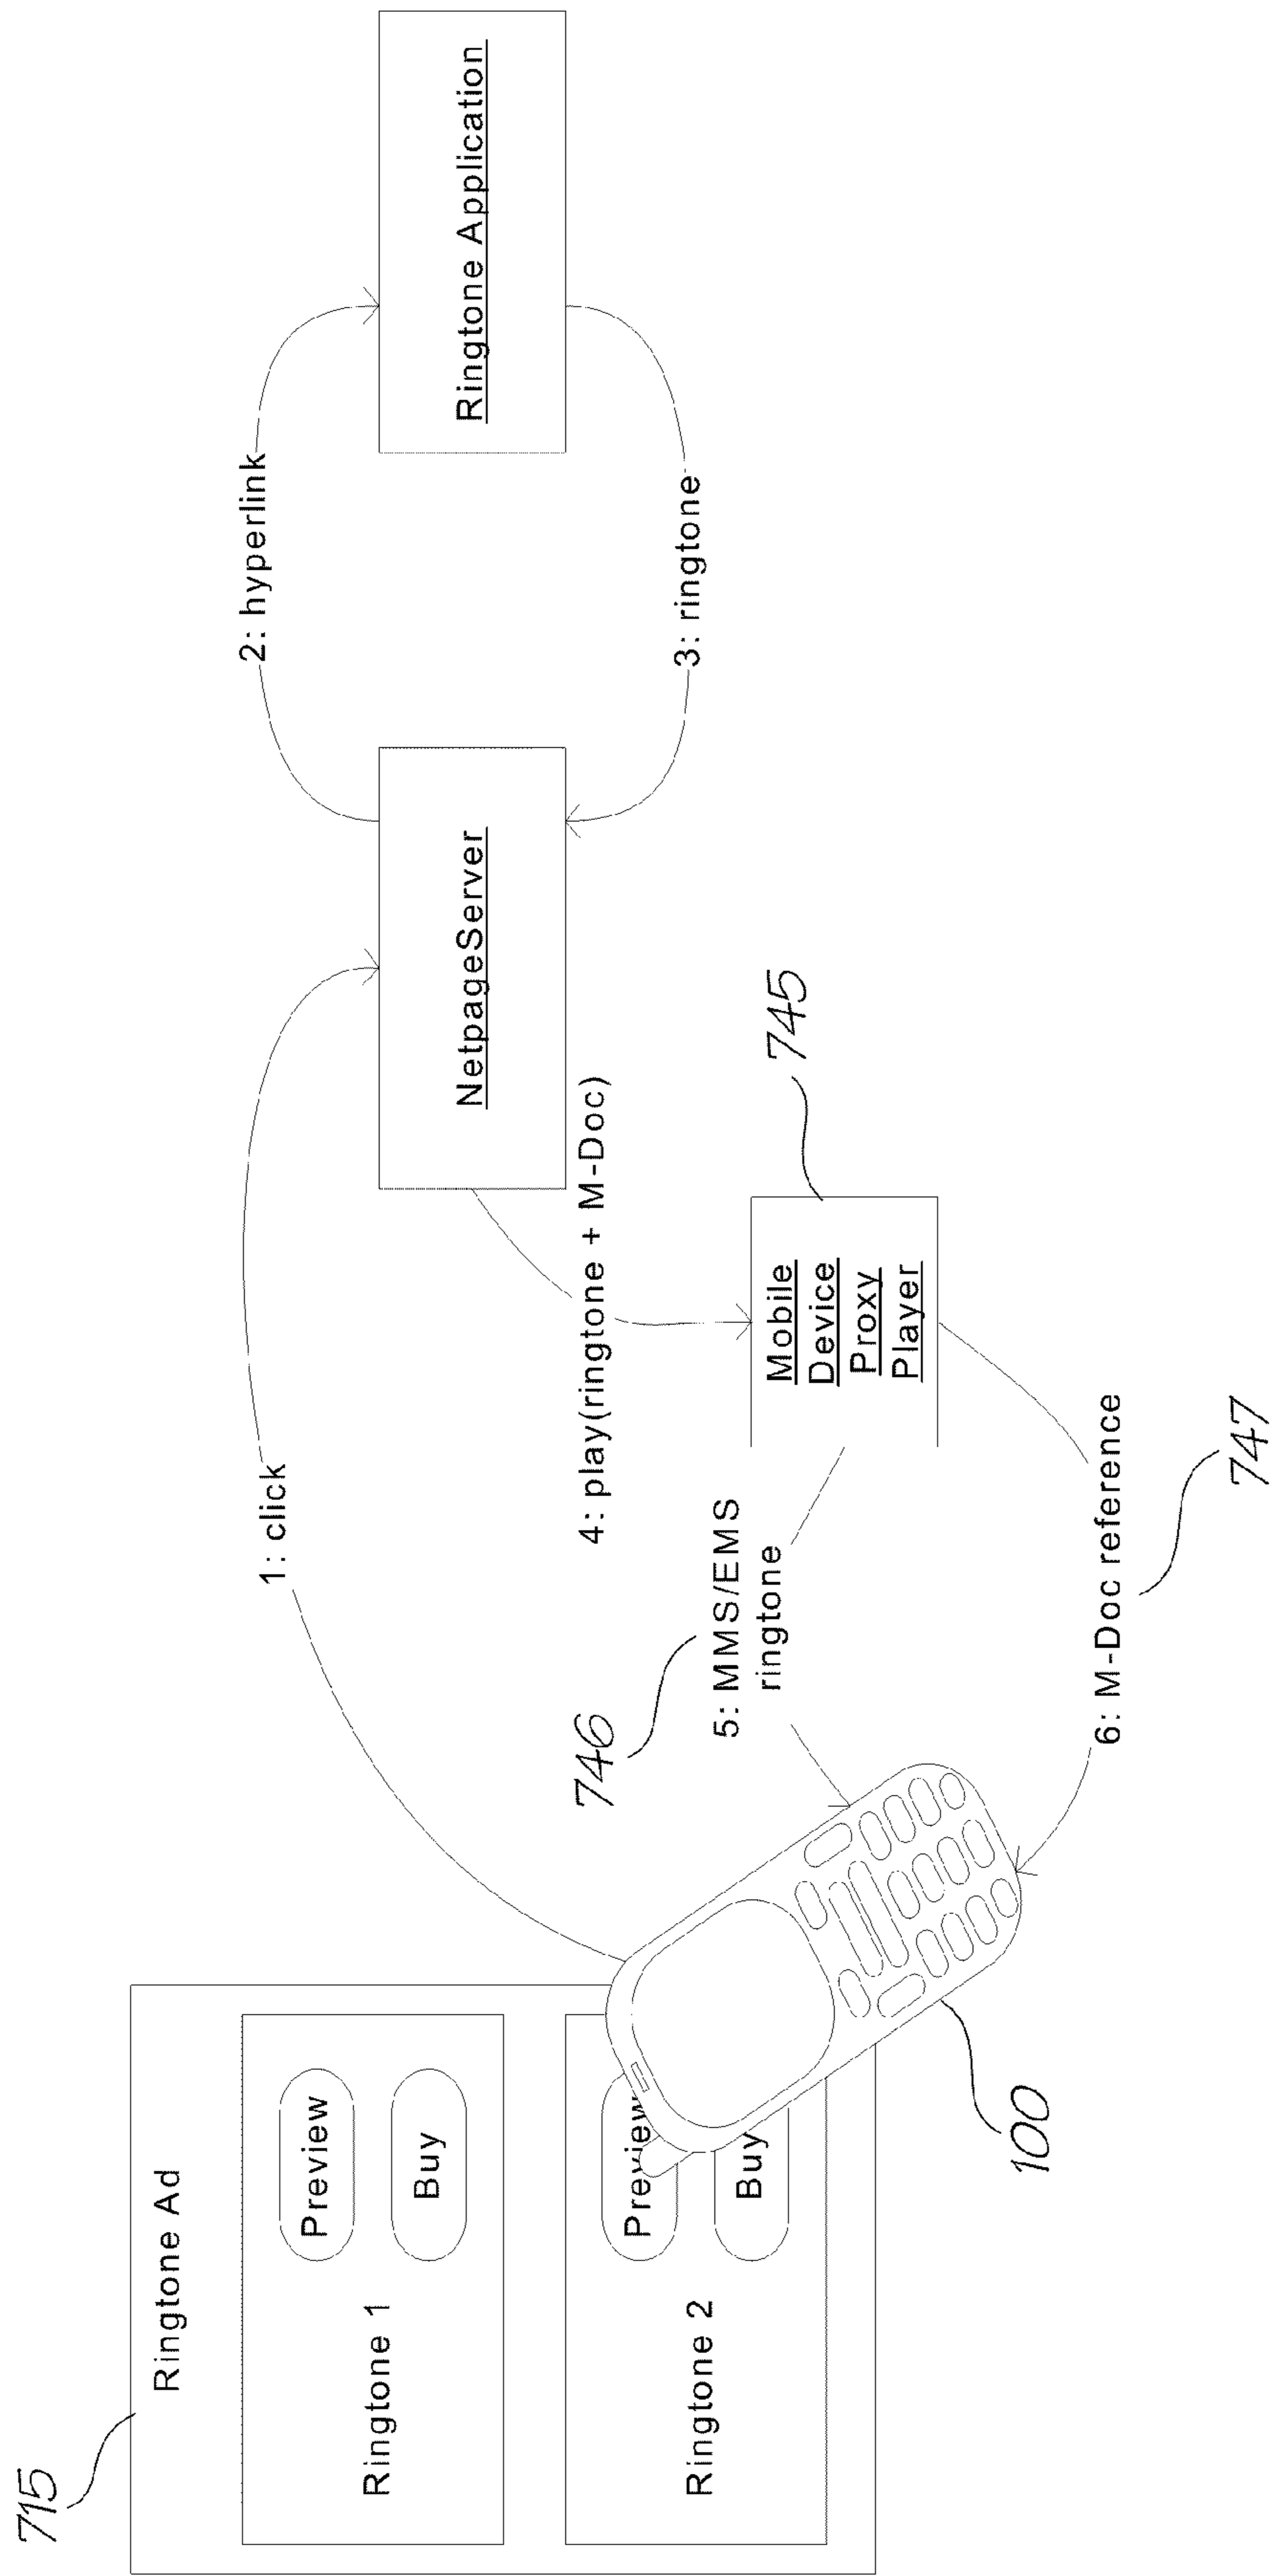 715
Ringtone Ad
Ringtone 1
Preview
Buy
Ringtone 2
Preview
Buy
100
1: click
NetpageServer
2: hyperlink
Ringtone Application
3: ringtone
4: play(ringtone + M-Doc)
Mobile
Device
Proxy
Player
745
746
5: MMS/EMS
ringtone
6: M-Doc reference
747